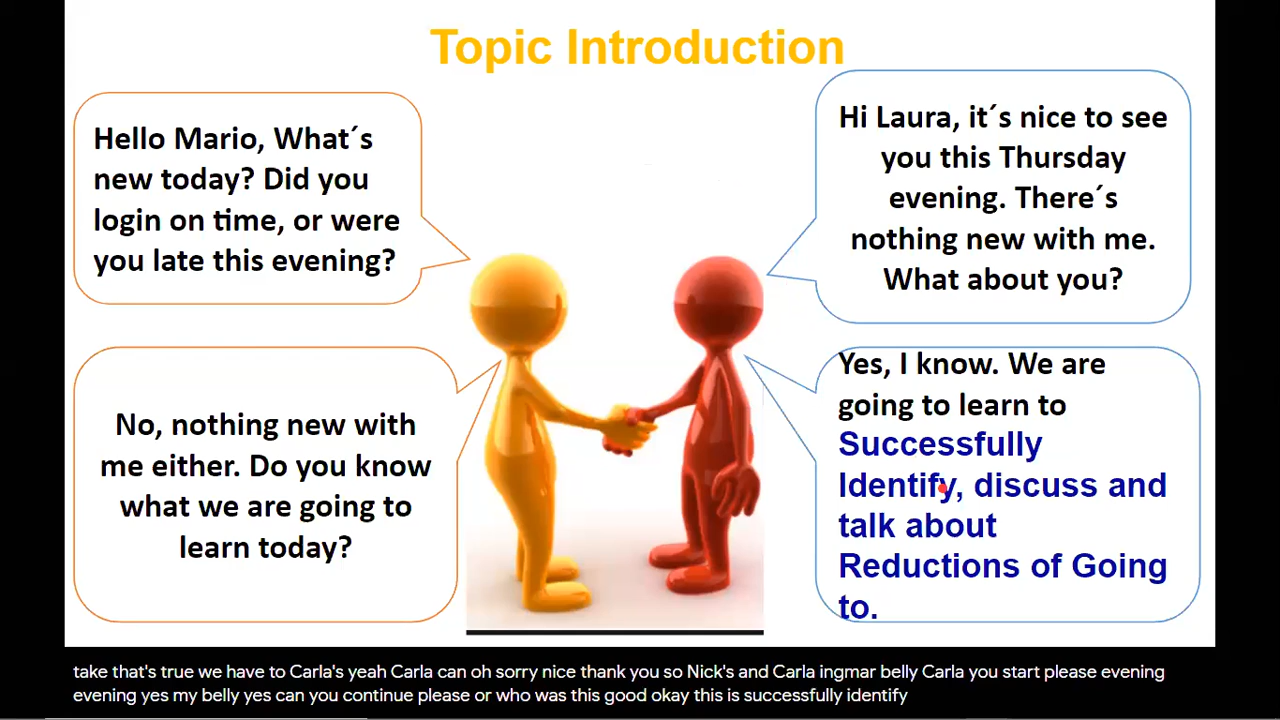 Topic Introduction
Hello Mario, What´s
new today? Did you
login on time, or were
you late this evening?
Hi Laura, it´s nice to see
you this Thursday
evening. There´s
nothing new with me.
What about you?
No, nothing new with
me either. Do you know
what we are going to
learn today?
Yes, I know. We are
going to learn to
Successfully
Identify, discuss and
talk about
Reductions of Going
to.
take that's true we have to Carla's yeah Carla can oh sorry nice thank you so Nick's and Carla ingmar belly Carla you start please evening
evening yes my belly yes can you continue please or who was this good okay this is successfully identify